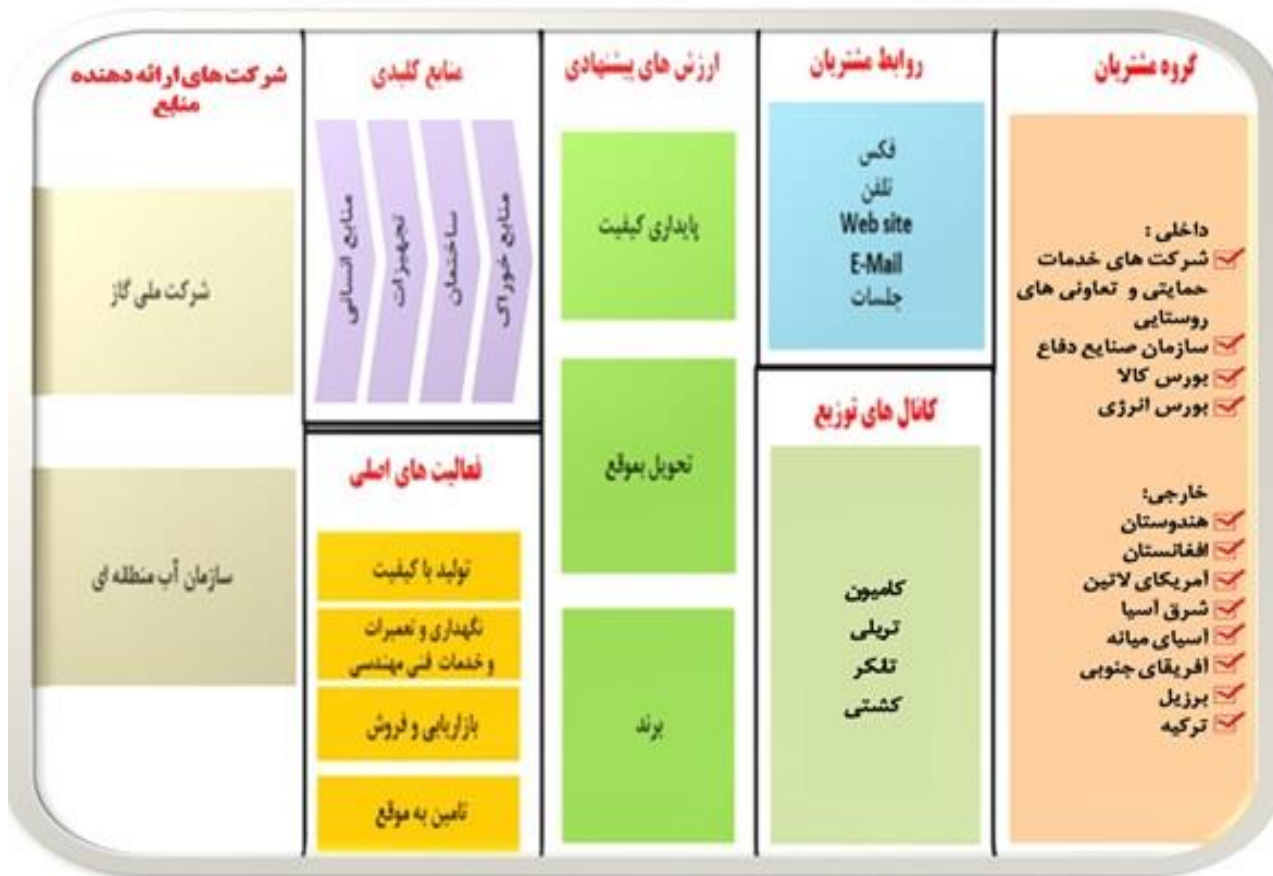 گروه مشتریان
داخلی :
شرکت های خدمات
حمایتی و تعاونی های
روستایی
سازمان صنایع دفاع
بورس کالا
بورس انرژی
خارجی:
هندوستان
افغانستان
آمریکای لاتین
شرق آسیا
آسیای میانه
آفریقای جنوبی
برزیل
ترکیه
روابط مشتریان
فکس
تلفن
Web site
E-Mail
جلسات
کانال های توزیع
کامیون
تریلی
تانکر
کشتی
ارزش های پیشنهادی
پایداری کیفیت
تحویل بموقع
برند
منابع کلیدی
منابع خوراک
ساختمان
تجهیزات
منابع انسانی
فعالیت های اصلی
تولید با کیفیت
نگهداری و تعمیرات
و خدمات فنی مهندسی
بازاریابی و فروش
تامین به موقع
شرکت های ارائه دهنده
منابع
شرکت ملی گاز
سازمان آب منطقه ای